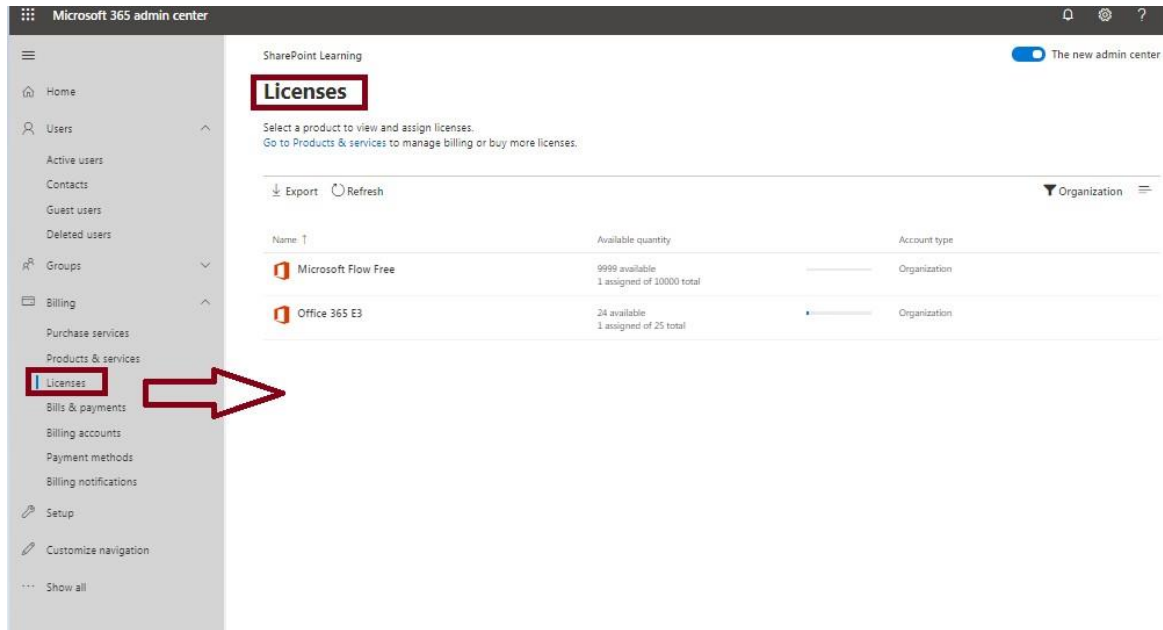 Microsoft 365 admin center
?
Home
Users
Active users
Contacts
Guest users
Deleted users
Groups
Billing
Purchase services
Products & services
Licenses
Bills & payments
Billing accounts
Payment methods
Billing notifications
Setup
Customize navigation
Show all
SharePoint Learning
The new admin center
Licenses
Select a product to view and assign licenses.
Go to Products & services to manage billing or buy more licenses.
Export Refresh
Organization
Name ↑ Available quantity Account type
Microsoft Flow Free 9999 available Organization
1 assigned of 10000 total
Office 365 E3 24 available Organization
1 assigned of 25 total